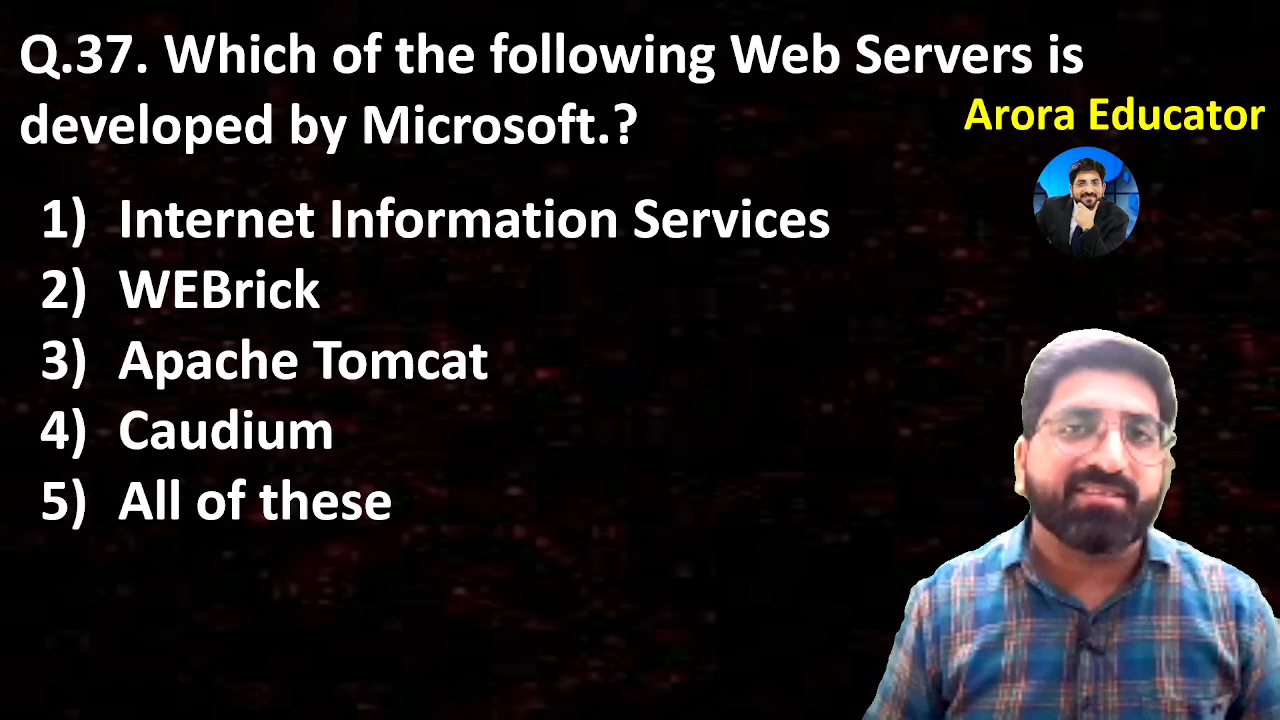 Q.37. Which of the following Web Servers is
developed by Microsoft.?
Arora Educator
1) Internet Information Services
2) WEBrick
3) Apache Tomcat
4) Caudium
5) All of these